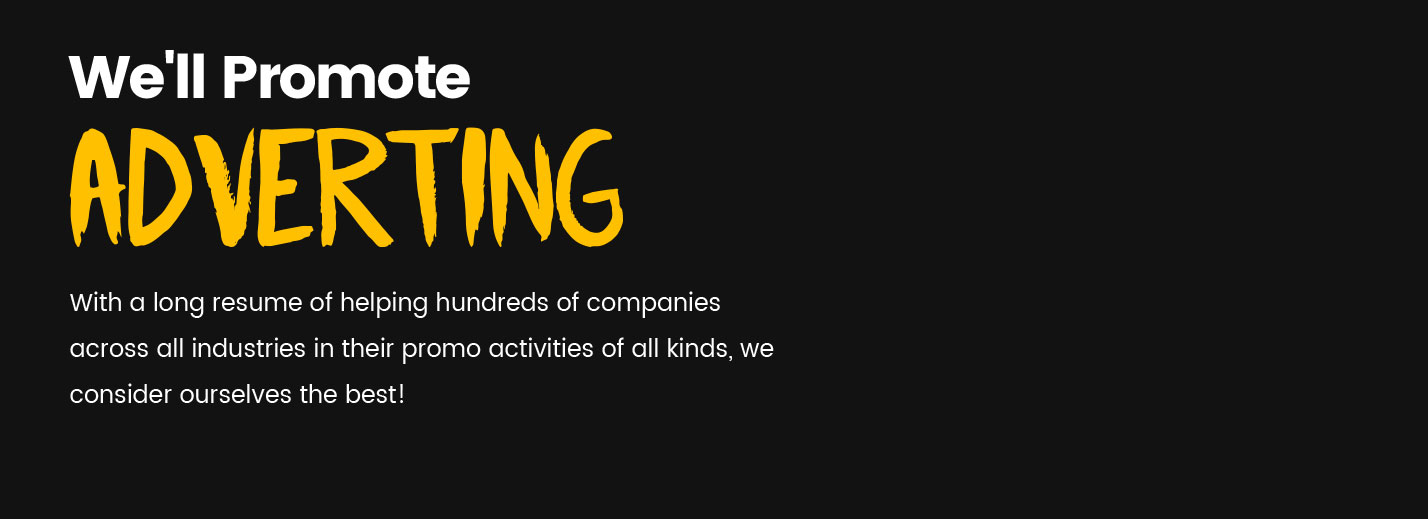 We'll Promote
ADVERTING
With a long resume of helping hundreds of companies
across all industries in their promo activities of all kinds, we
consider ourselves the best!